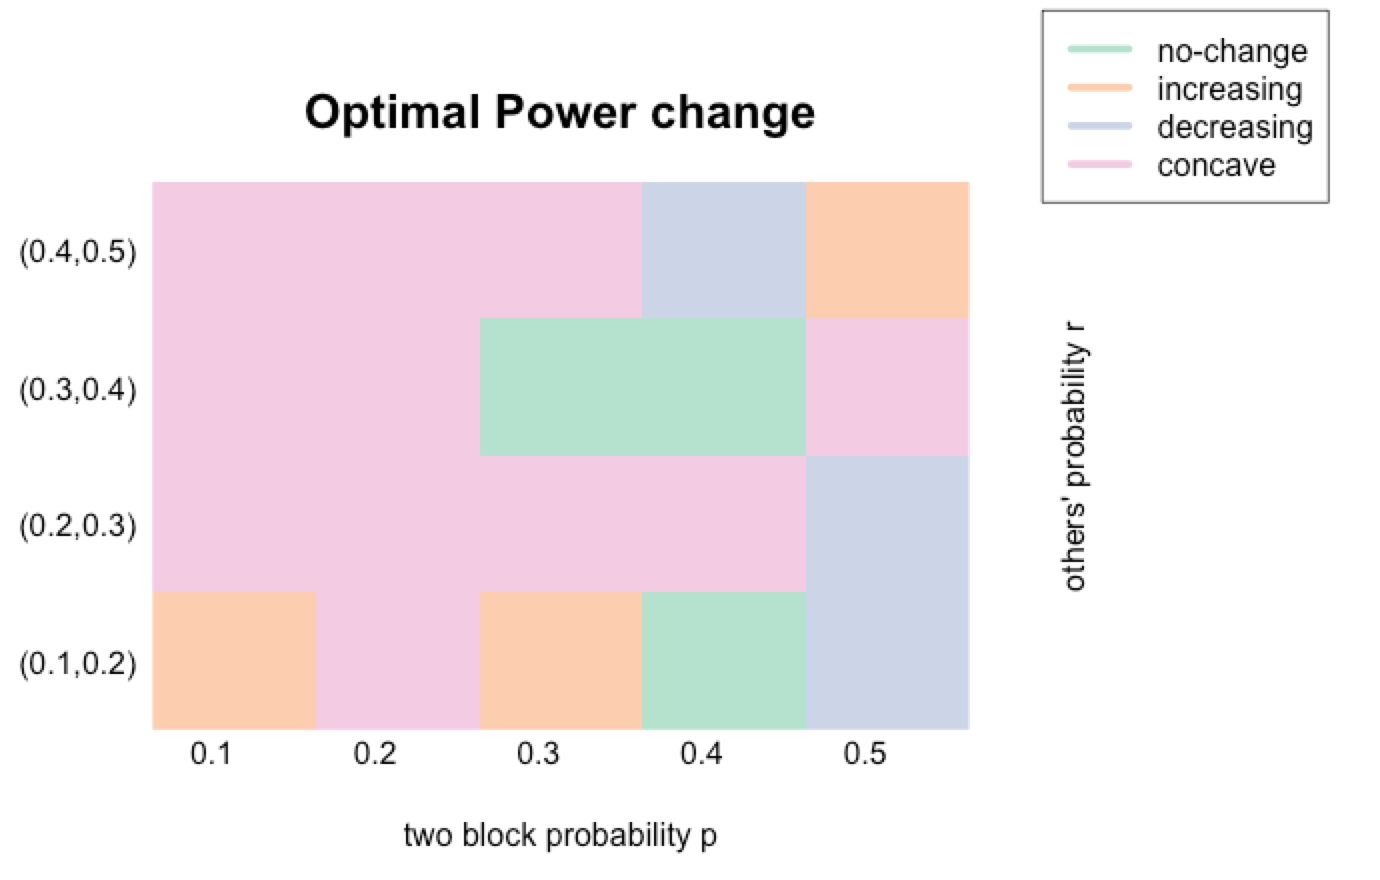 no-change
increasing
decreasing
concave
Optimal Power change
(0.4,0.5)
(0.3,0.4)
(0.2,0.3)
(0.1,0.2)
others' probability r
0.1 0.2 0.3 0.4 0.5
two block probability p